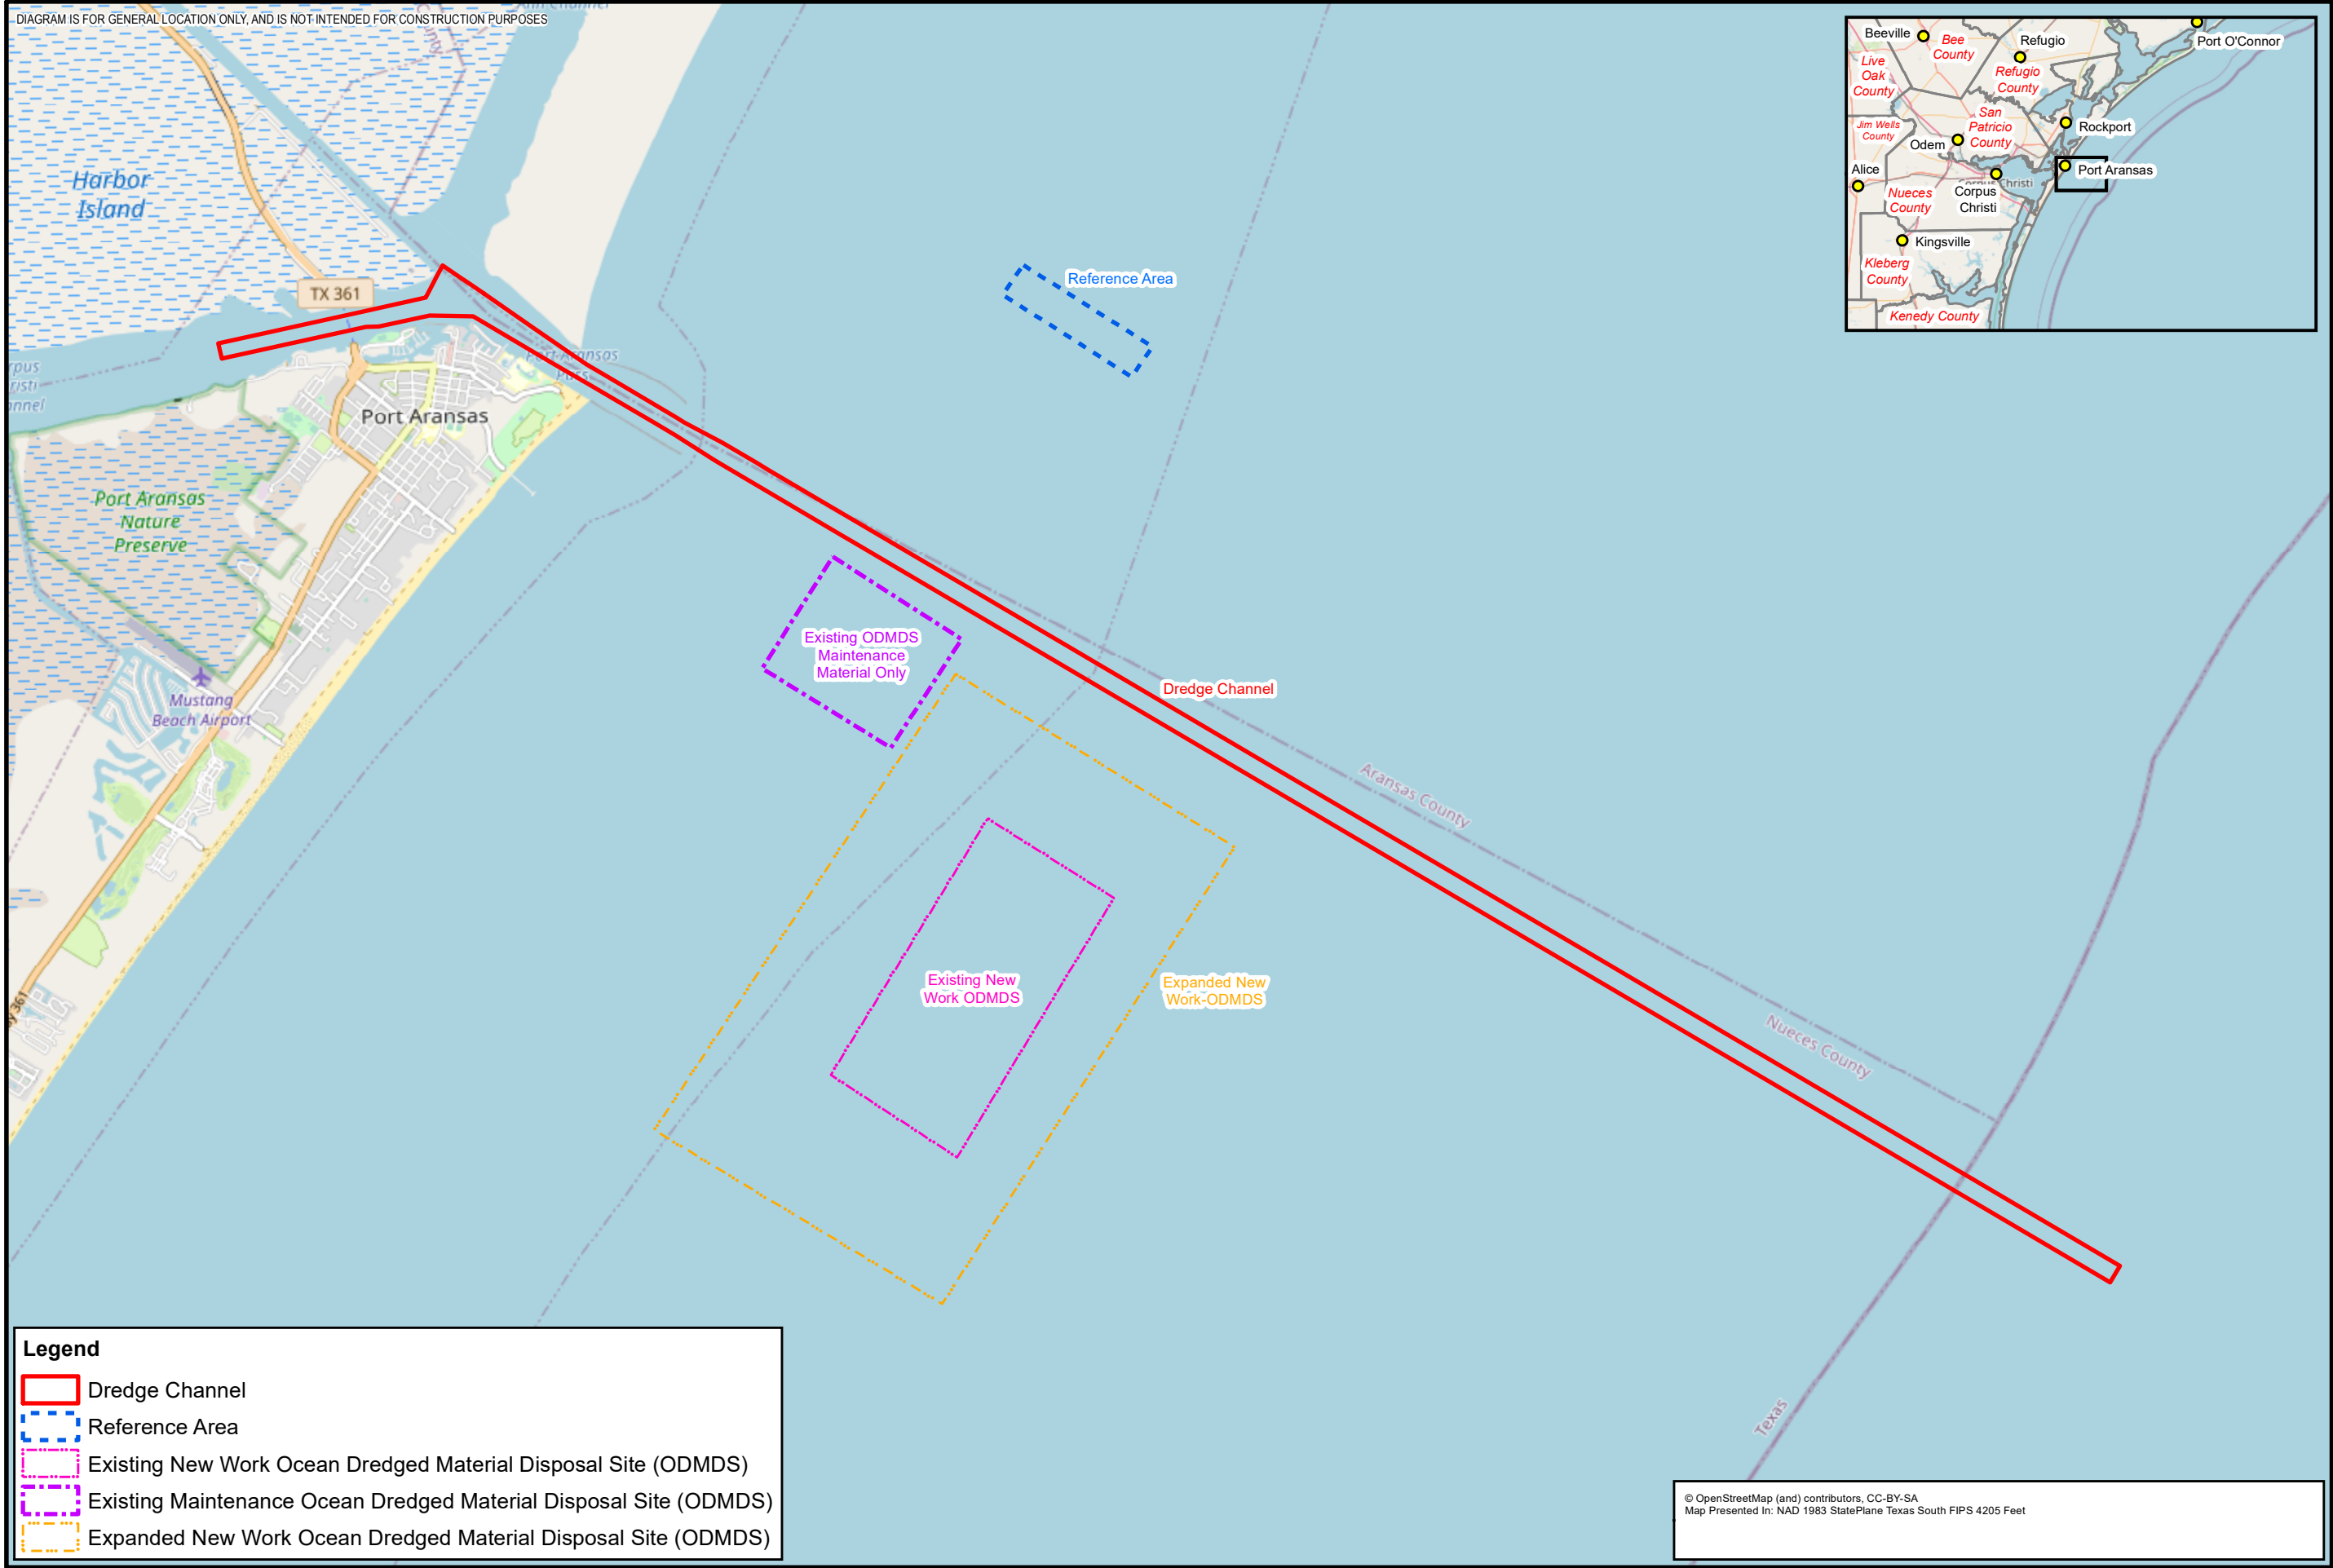 DIAGRAM IS FOR GENERAL LOCATION ONLY, AND IS NOT INTENDED FOR CONSTRUCTION PURPOSES
County
Harbor
Island
TX 361
Port Aransas
Pass
Port Aransas
Port Aransas
Nature
Preserve
Mustang
Beach Airport
Reference Area
Existing ODMDS
Maintenance
Material Only
Dredge Channel
Aransas County
Existing New
Work ODMDS
Expanded New
Work-ODMDS
Nueces County
Texas
Beeville
Bee
County
Refugio
Port O'Connor
Live
Oak
County
Refugio
County
San
Patricio
County
Jim Wells
County
Rockport
Odem
Alice
Port Aransas
Nueces
County
Corpus
Christi
Kingsville
Kleberg
County
Kenedy County
Legend
Dredge Channel
Reference Area
Existing New Work Ocean Dredged Material Disposal Site (ODMDS)
Existing Maintenance Ocean Dredged Material Disposal Site (ODMDS)
Expanded New Work Ocean Dredged Material Disposal Site (ODMDS)
© OpenStreetMap (and) contributors, CC-BY-SA
Map Presented In: NAD 1983 StatePlane Texas South FIPS 4205 Feet